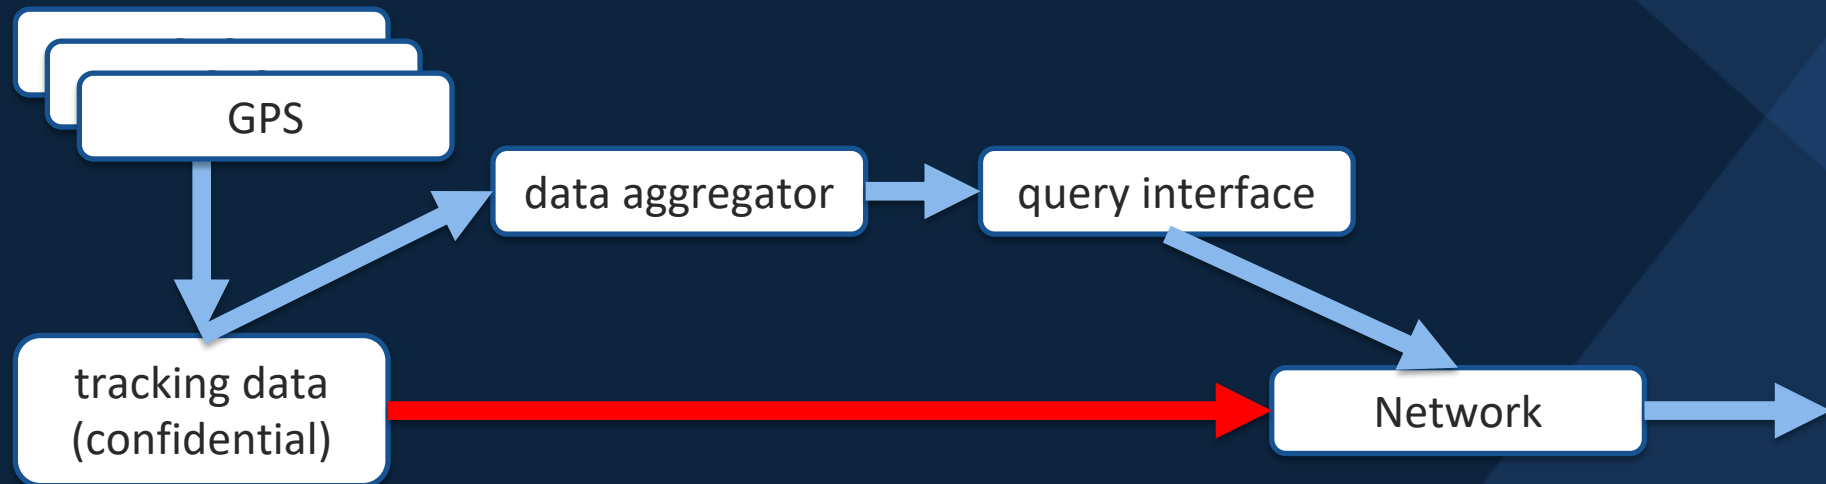 GPS
data aggregator
query interface
tracking data
(confidential)
Network